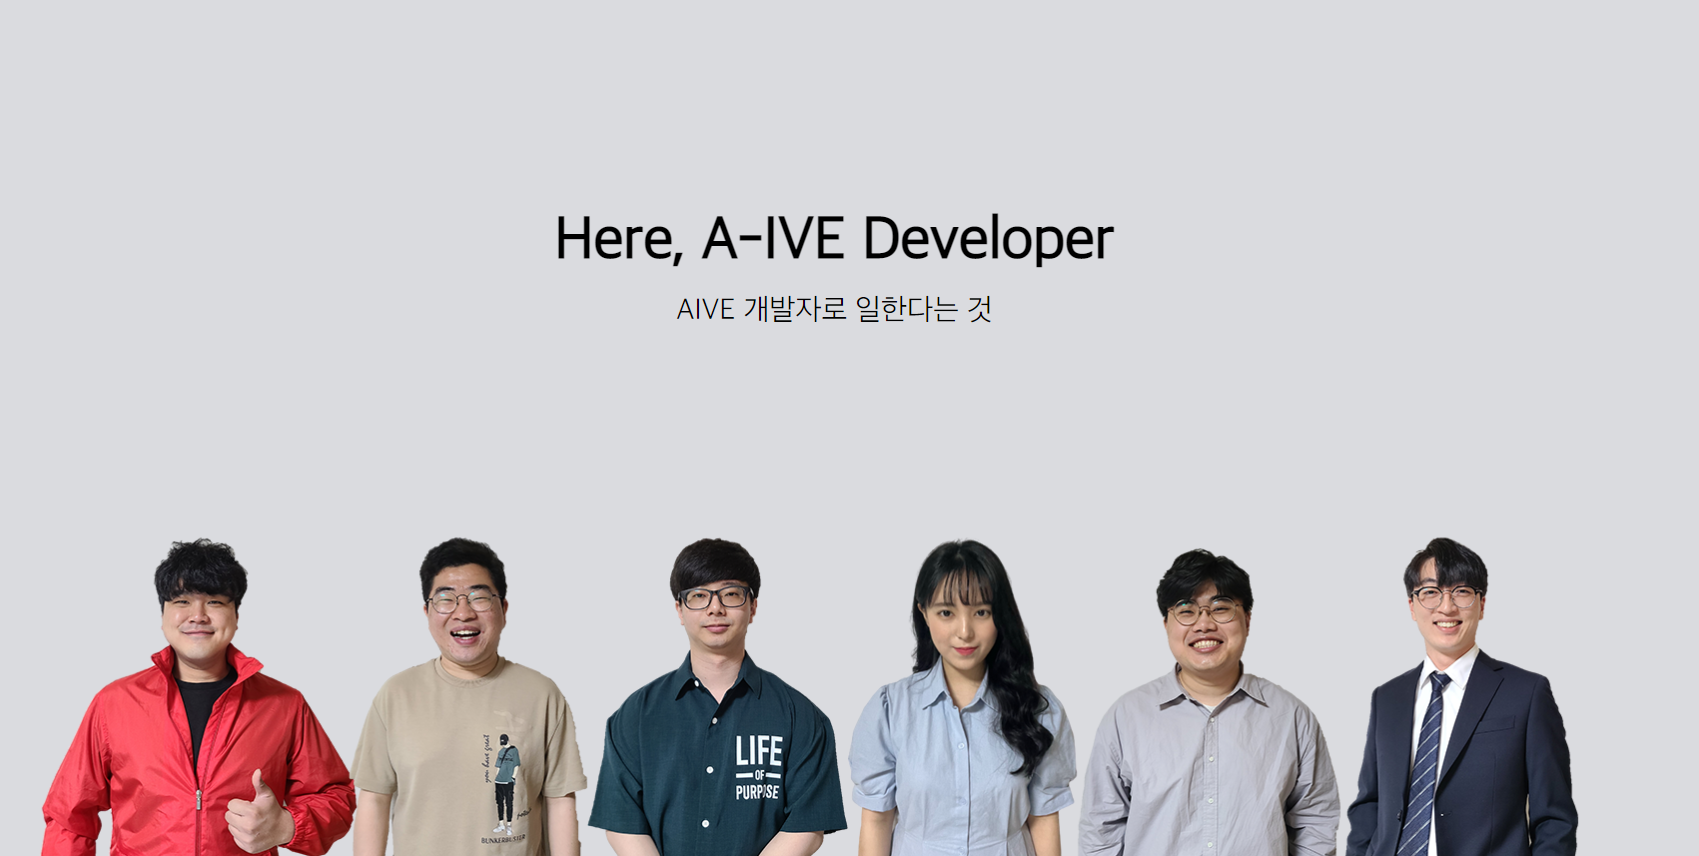 Here, A-IVE Developer
AIVE 개발자로 일한다는 것
you have great
LIFE
OF
PURPOSE